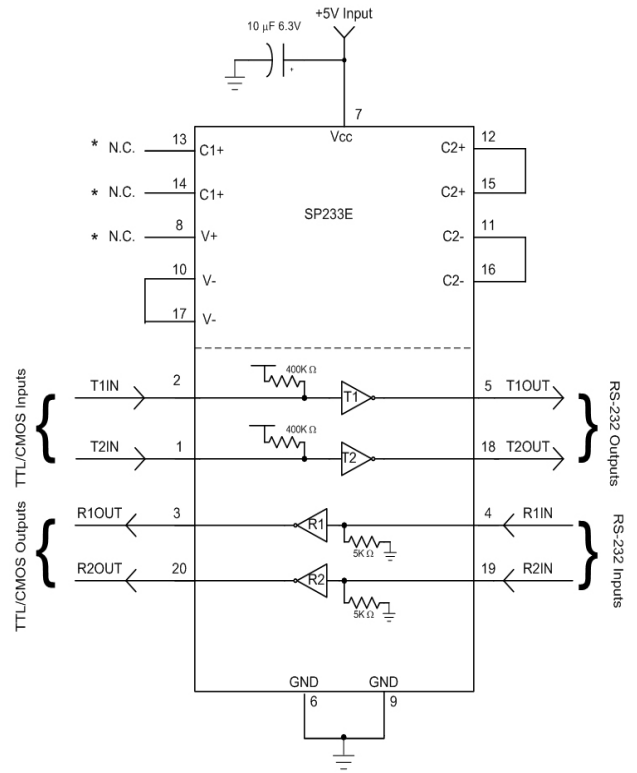 +5V Input
10 µF 6.3V
+
7
Vcc
* N.C. 13 C1+
C2+ 12
* N.C. 14 C1+
C2+ 15
SP233E
* N.C. 8 V+
C2- 11
10 V-
C2- 16
17 V-
TTL/CMOS Inputs
T1IN 2 400K Ω T1 5 T1OUT
T2IN 1 400K Ω T2 18 T2OUT
RS-232 Outputs
TTL/CMOS Outputs
R1OUT 3 R1 5K Ω 4 R1IN
R2OUT 20 R2 5K Ω 19 R2IN
RS-232 Inputs
GND GND
6 9